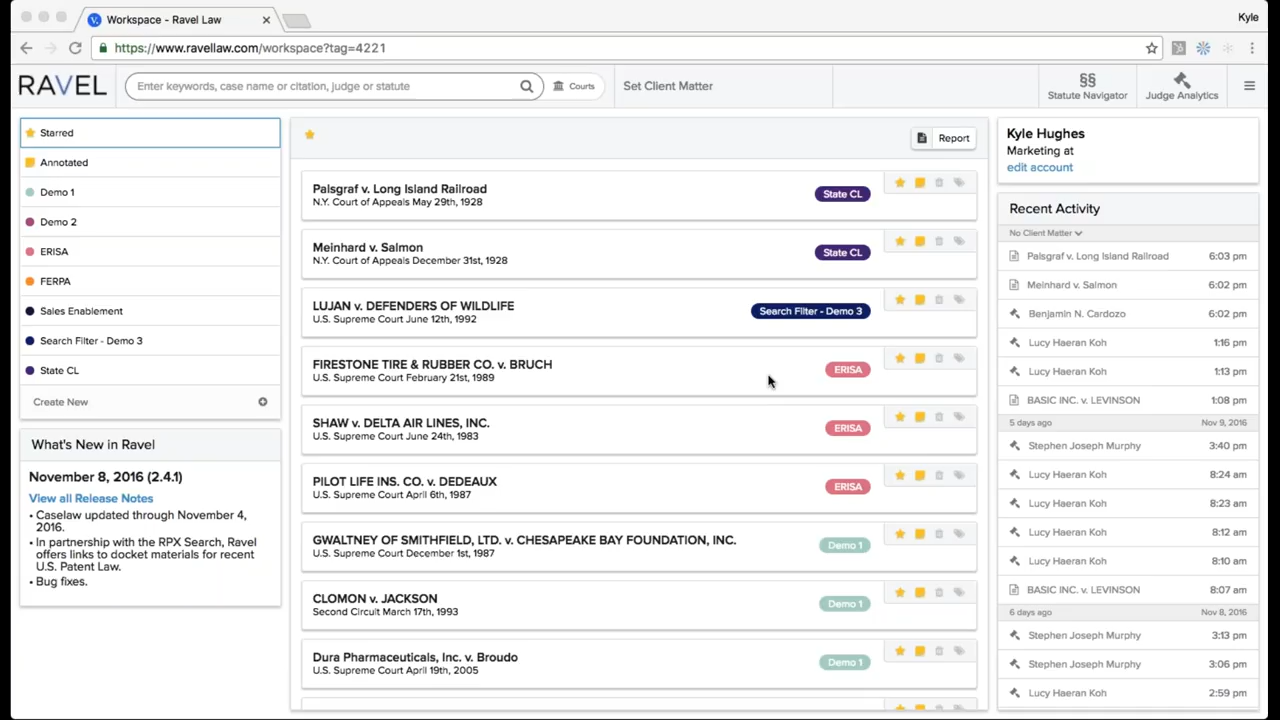 Workspace - Ravel Law
Kyle
https://www.ravellaw.com/workspace?tag=4221
RAVEL
Enter keywords, case name or citation, judge or statute
Courts
Set Client Matter
§§
Statute Navigator
Judge Analytics
Starred
Annotated
Demo 1
Demo 2
ERISA
FERPA
Sales Enablement
Search Filter - Demo 3
State CL
Create New
What's New in Ravel
November 8, 2016 (2.4.1)
View all Release Notes
• Caselaw updated through November 4,
2016.
• In partnership with the RPX Search, Ravel
offers links to docket materials for recent
U.S. Patent Law.
• Bug fixes.
Report
Palsgraf v. Long Island Railroad
N.Y. Court of Appeals May 29th, 1928
State CL
Meinhard v. Salmon
N.Y. Court of Appeals December 31st, 1928
State CL
LUJAN v. DEFENDERS OF WILDLIFE
U.S. Supreme Court June 12th, 1992
Search Filter - Demo 3
FIRESTONE TIRE & RUBBER CO. v. BRUCH
U.S. Supreme Court February 21st, 1989
ERISA
SHAW v. DELTA AIR LINES, INC.
U.S. Supreme Court June 24th, 1983
ERISA
PILOT LIFE INS. CO. v. DEDEAUX
U.S. Supreme Court April 6th, 1987
ERISA
GWALTNEY OF SMITHFIELD, LTD. v. CHESAPEAKE BAY FOUNDATION, INC.
U.S. Supreme Court December 1st, 1987
Demo 1
CLOMON v. JACKSON
Second Circuit March 17th, 1993
Demo 1
Dura Pharmaceuticals, Inc. v. Broudo
U.S. Supreme Court April 19th, 2005
Demo 1
Kyle Hughes
Marketing at
edit account
Recent Activity
No Client Matter
Palsgraf v. Long Island Railroad 6:03 pm
Meinhard v. Salmon 6:02 pm
Benjamin N. Cardozo 6:02 pm
Lucy Haeran Koh 1:16 pm
Lucy Haeran Koh 1:13 pm
BASIC INC. v. LEVINSON 1:08 pm
5 days ago Nov 9, 2016
Stephen Joseph Murphy 3:40 pm
Lucy Haeran Koh 8:24 am
Lucy Haeran Koh 8:23 am
Lucy Haeran Koh 8:12 am
Lucy Haeran Koh 8:10 am
BASIC INC. v. LEVINSON 8:07 am
6 days ago Nov 8, 2016
Stephen Joseph Murphy 3:13 pm
Stephen Joseph Murphy 3:06 pm
Lucy Haeran Koh 2:59 pm